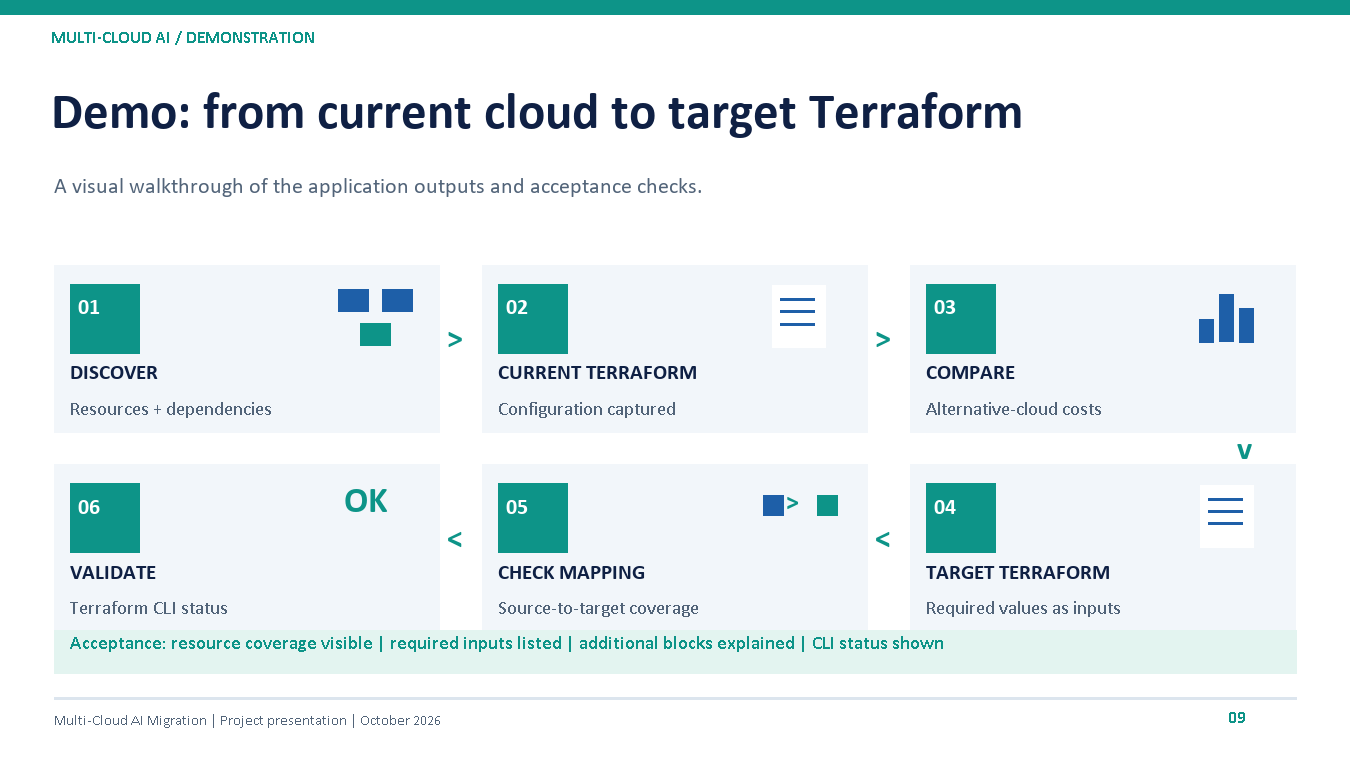 MULTI-CLOUD AI / DEMONSTRATION
Demo: from current cloud to target Terraform
A visual walkthrough of the application outputs and acceptance checks.
01
DISCOVER
Resources + dependencies
>
02
CURRENT TERRAFORM
Configuration captured
>
03
COMPARE
Alternative-cloud costs
v
06
OK
VALIDATE
Terraform CLI status
<
05
>
CHECK MAPPING
Source-to-target coverage
<
04
TARGET TERRAFORM
Required values as inputs
Acceptance: resource coverage visible | required inputs listed | additional blocks explained | CLI status shown
Multi-Cloud AI Migration | Project presentation | October 2026
09